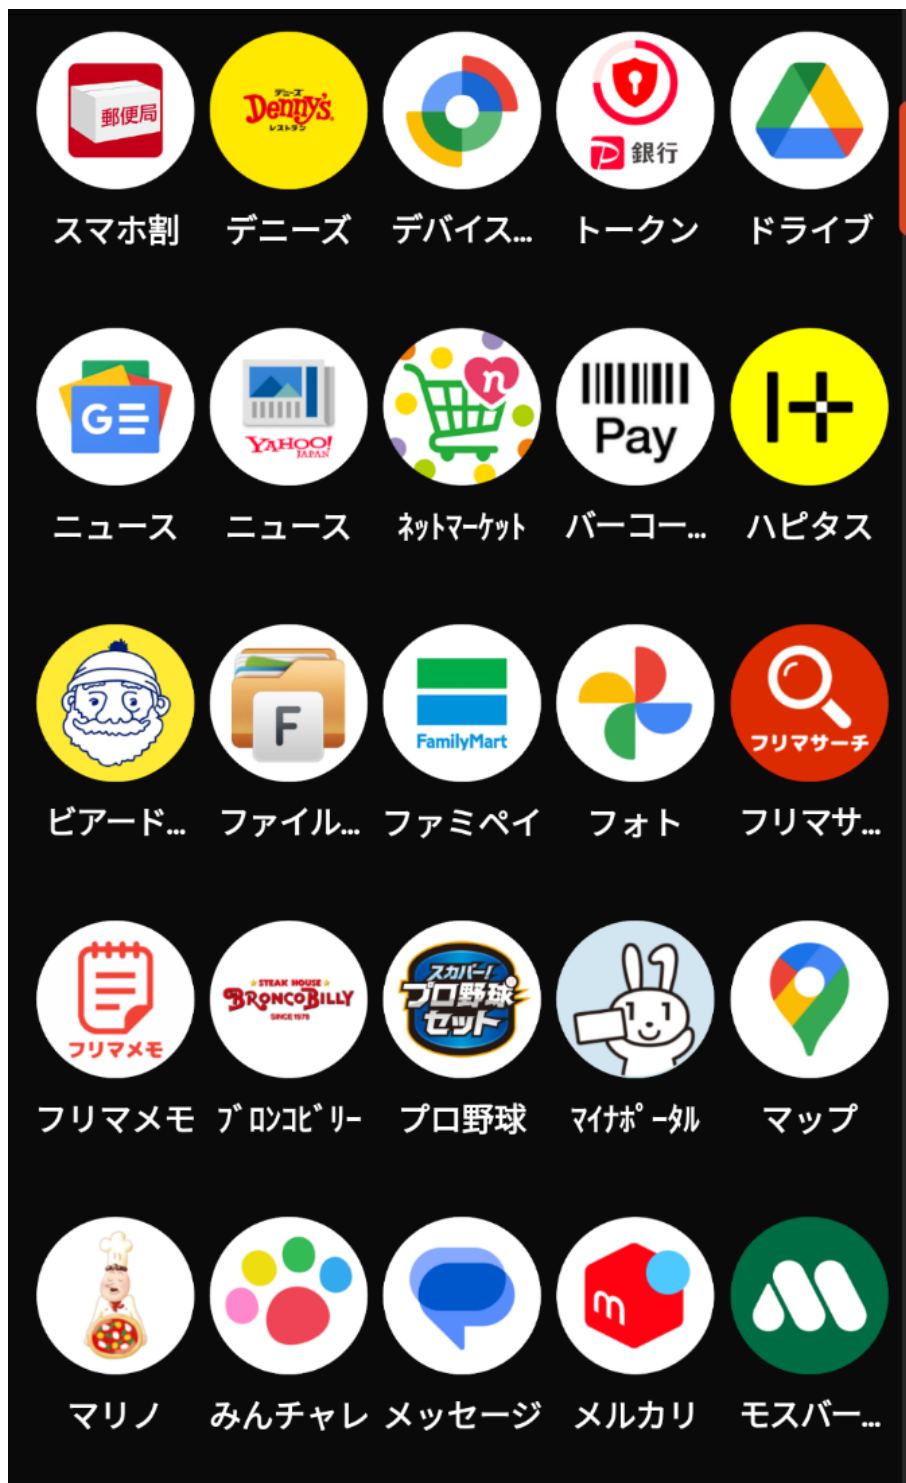 郵便局
デニーズ
Denny's
レストラン
銀行
スマホ割
デニーズ
デバイス...
トークン
ドライブ
G
YAHOO!
JAPAN
n
Pay
ニュース
ニュース
ネットマーケット
バーコー...
ハピタス
F
FamilyMart
フリマサーチ
ビアード...
ファイル...
ファミペイ
フォト
フリマサ...
フリマメモ
STEAK HOUSE
BRONCOBILLY
SINCE 1978
スカパー!
プロ野球
セット
フリマメモ
ブロンコビリー
プロ野球
マイナポータル
マップ
m
マリノ
みんチャレ
メッセージ
メルカリ
モスバー...